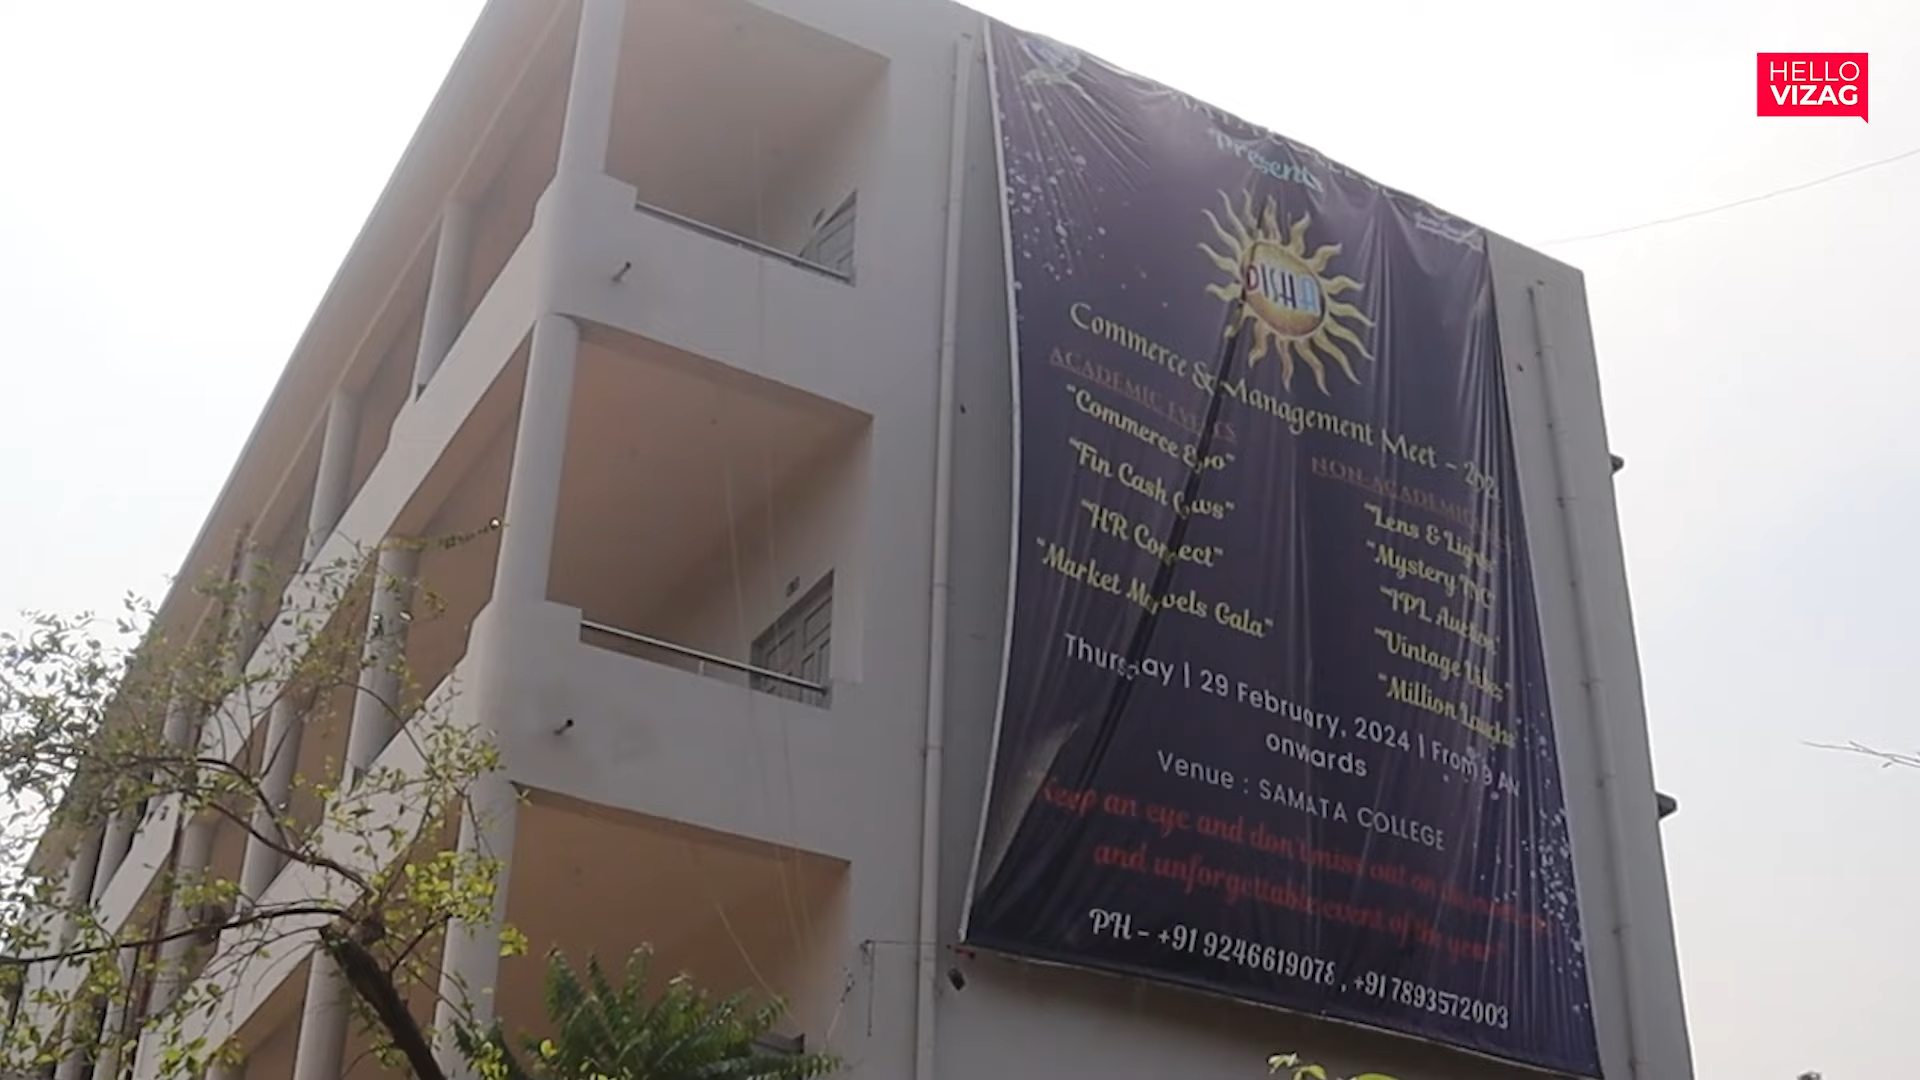 HELLO
VIZAG
Presents
DISHA
Commerce & Management Meet -
ACADEMIC EVENTS
"Commerce Expo"
"Fin Cash
"HR Connect"
"Market Marvels Gala"
NON-ACADEMIC
"Lens & Lights"
"Mystery
"IPL Auction"
"Vintage
"Million Laughs"
Thursday | 29 February, 2024 | From 9 AM
onwards
Venue : SAMATA COLLEGE
Keep an eye and don't miss out on
and unforgettable event of the year"
PH - +91 9246619078 , +91 7893572003